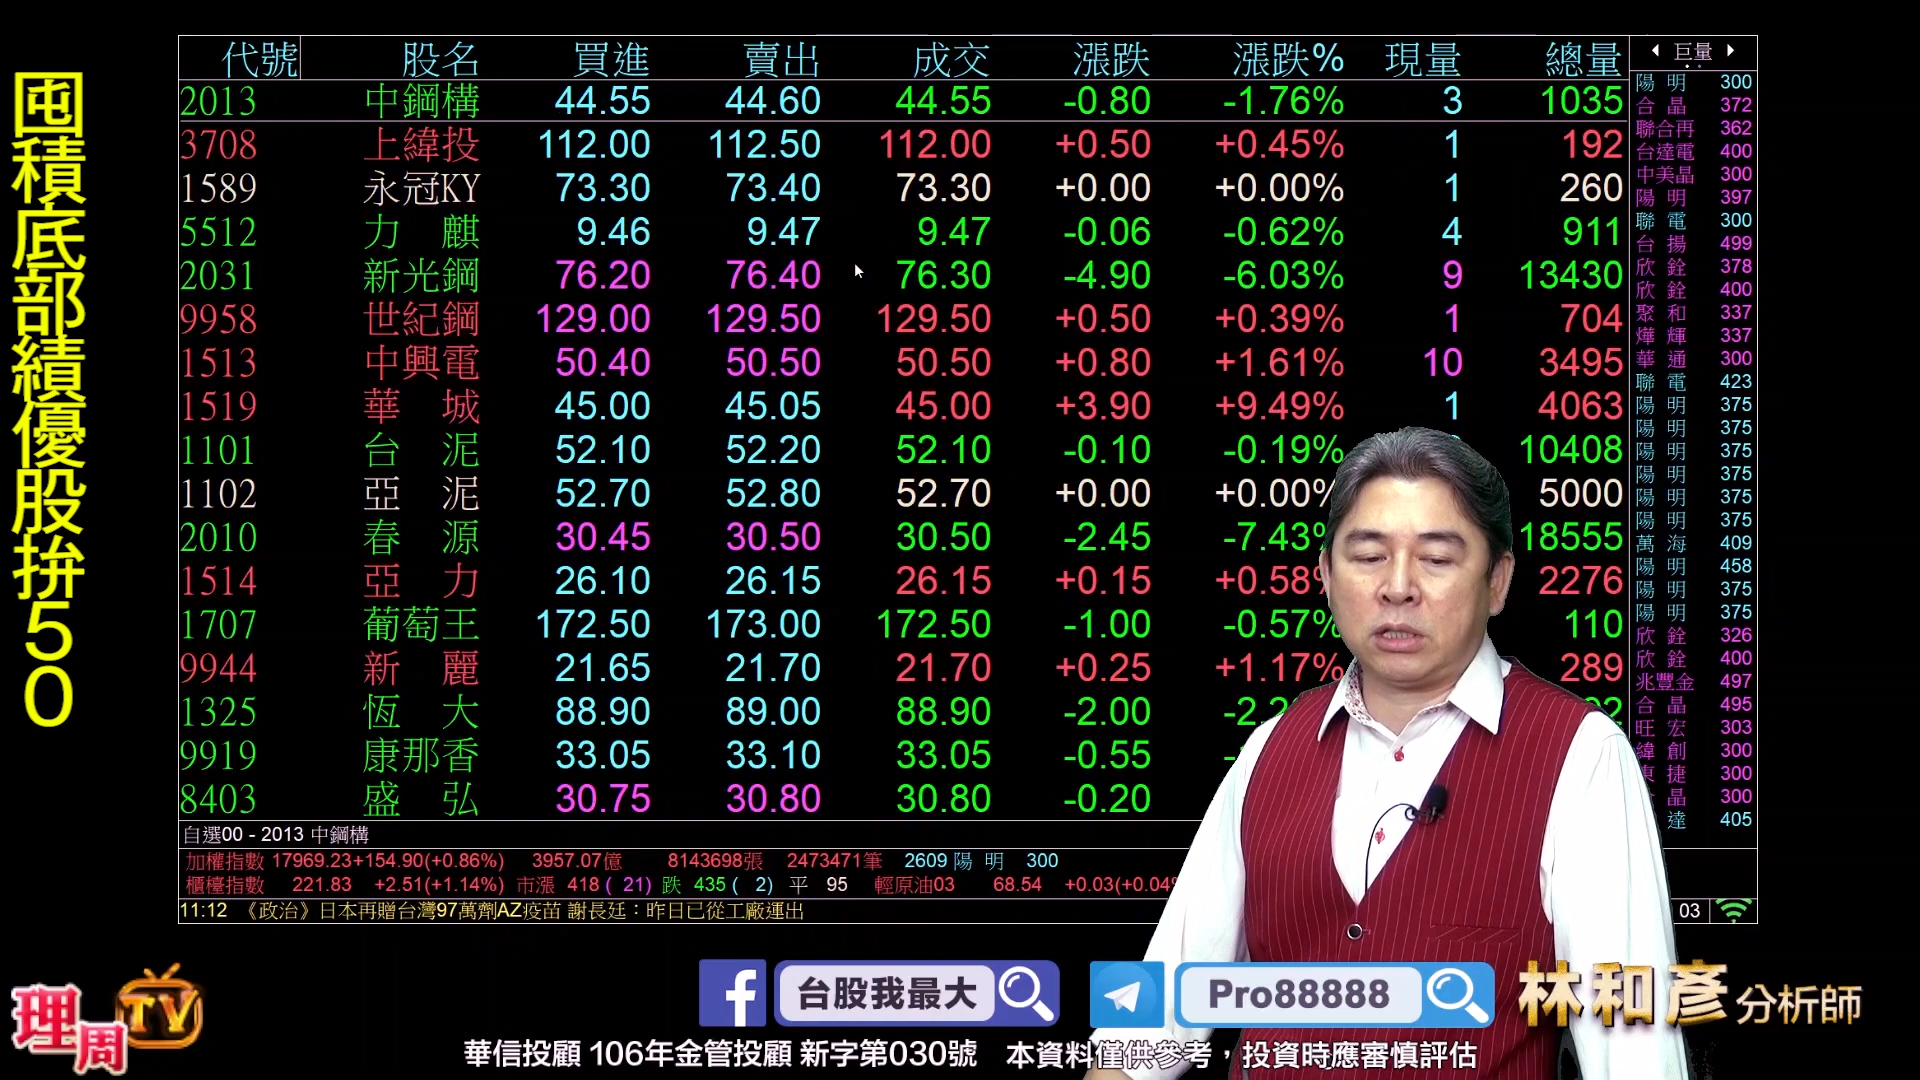 囤積底部績優股拚50
代號 股名 買進 賣出 成交 漲跌 漲跌% 現量 總量
2013 中鋼構 44.55 44.60 44.55 -0.80 -1.76% 3 1035
3708 上緯投 112.00 112.50 112.00 +0.50 +0.45% 1 192
1589 永冠KY 73.30 73.40 73.30 +0.00 +0.00% 1 260
5512 力 麒 9.46 9.47 9.47 -0.06 -0.62% 4 911
2031 新光鋼 76.20 76.40 76.30 -4.90 -6.03% 9 13430
9958 世紀鋼 129.00 129.50 129.50 +0.50 +0.39% 1 704
1513 中興電 50.40 50.50 50.50 +0.80 +1.61% 10 3495
1519 華 城 45.00 45.05 45.00 +3.90 +9.49% 1 4063
1101 台 泥 52.10 52.20 52.10 -0.10 -0.19% 10408
1102 亞 泥 52.70 52.80 52.70 +0.00 +0.00% 5000
2010 春 源 30.45 30.50 30.50 -2.45 -7.43% 18555
1514 亞 力 26.10 26.15 26.15 +0.15 +0.58% 2276
1707 葡萄王 172.50 173.00 172.50 -1.00 -0.57% 110
9944 新 麗 21.65 21.70 21.70 +0.25 +1.17% 289
1325 恆 大 88.90 89.00 88.90 -2.00
9919 康那香 33.05 33.10 33.05 -0.55
8403 盛 弘 30.75 30.80 30.80 -0.20
巨量
陽 明 300
合 晶 372
聯合再 362
台達電 400
中美晶 300
陽 明 397
聯 電 300
台 揚 499
欣 銓 378
欣 銓 400
聚 和 337
燁 輝 337
華 通 300
聯 電 423
陽 明 375
陽 明 375
陽 明 375
陽 明 375
陽 明 375
陽 明 375
萬 海 409
陽 明 458
陽 明 375
陽 明 375
欣 銓 326
欣 銓 400
兆豐金 497
合 晶 495
旺 宏 303
緯 創 300
東 捷 300
晶 300
達 405
自選00 - 2013 中鋼構
加權指數 17969.23+154.90(+0.86%) 3957.07億 8143698張 2473471筆 2609 陽 明 300
櫃檯指數 221.83 +2.51(+1.14%) 市漲 418 ( 21) 跌 435 ( 2) 平 95 輕原油03 68.54 +0.03(+0.04%
11:12 《政治》日本再贈台灣97萬劑AZ疫苗 謝長廷：昨日已從工廠運出
03
理周TV
台股我最大
Pro88888
林和彥 分析師
華信投顧 106年金管投顧 新字第030號 本資料僅供參考，投資時應審慎評估